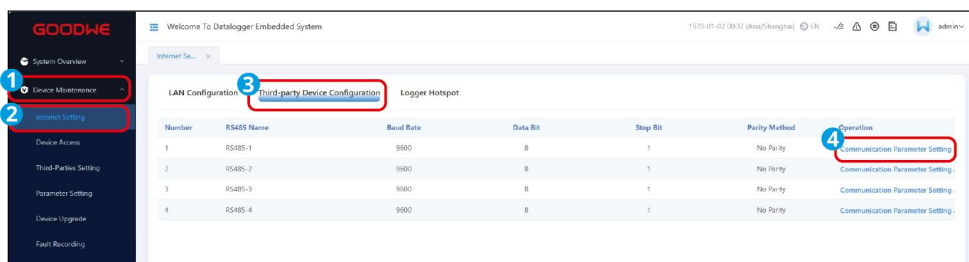 GOODWE
Welcome To Datalogger Embedded System
1970-01-02 00:37 (Asia/Shanghai) EN
admin
System Overview
Internet Se... ×
1
Device Maintenance
2
Internet Setting
Device Access
Third-Parties Setting
Parameter Setting
Device Upgrade
Fault Recording
3
LAN Configuration Third-party Device Configuration Logger Hotspot
Number RS485 Name Baud Rate Data Bit Stop Bit Parity Method Operation
4
1 RS485-1 9600 8 1 No Parity Communication Parameter Setting
2 RS485-2 9600 8 1 No Parity Communication Parameter Setting
3 RS485-3 9600 8 1 No Parity Communication Parameter Setting
4 RS485-4 9600 8 1 No Parity Communication Parameter Setting